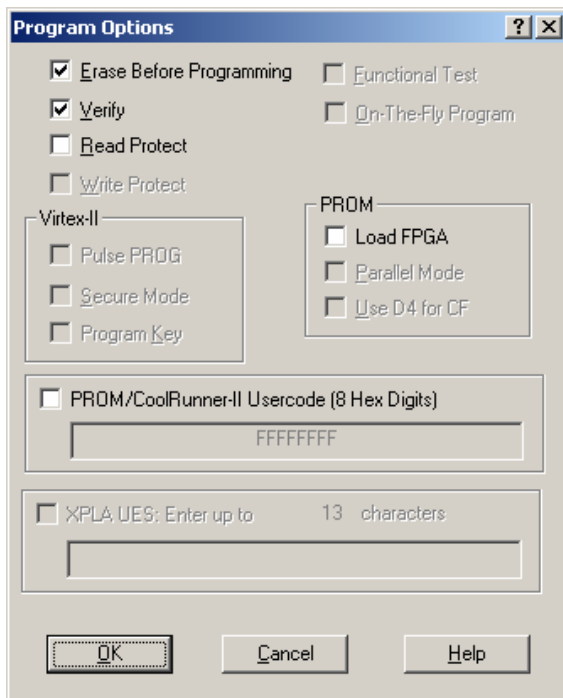 Program Options
Erase Before Programming
Functional Test
Verify
On-The-Fly Program
Read Protect
Write Protect
Virtex-II
Pulse PROG
Secure Mode
Program Key
PROM
Load FPGA
Parallel Mode
Use D4 for CF
PROM/CoolRunner-II Usercode (8 Hex Digits)
FFFFFFFF
XPLA UES: Enter up to 13 characters
OK
Cancel
Help